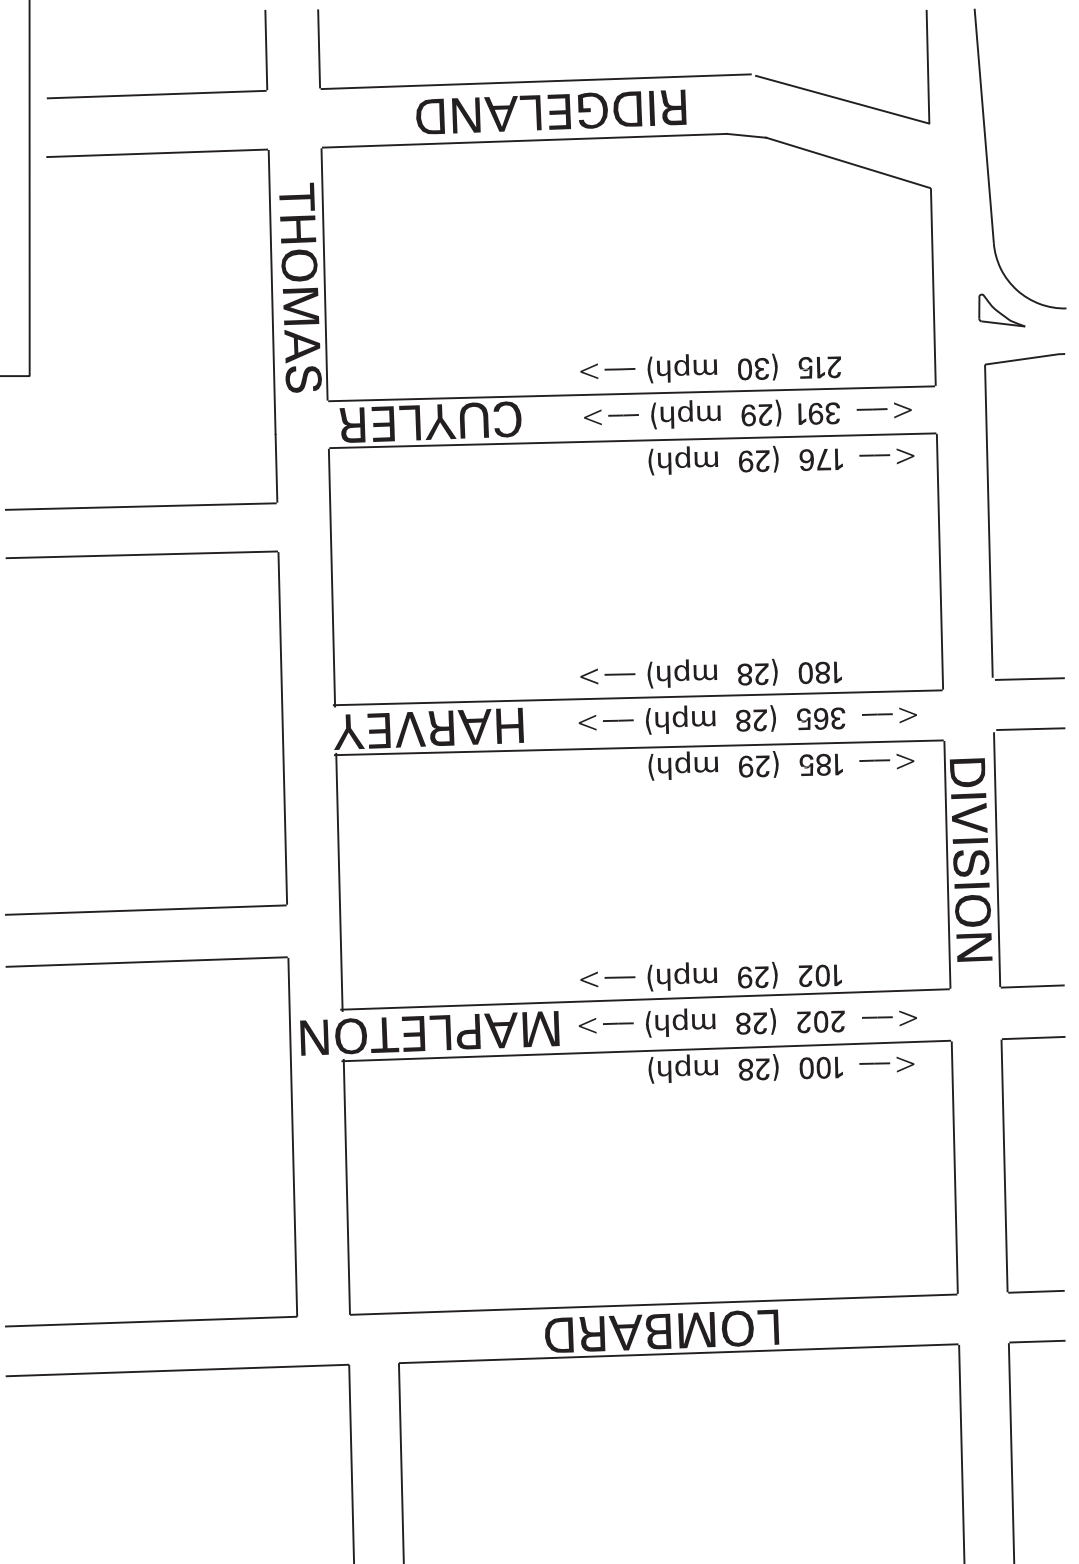 LOMBARD
<— 100 (28 mph)
<— 202 (28 mph) —> MAPLETON
102 (29 mph) —>
DIVISION
<— 185 (29 mph)
<— 365 (28 mph) —> HARVEY
180 (28 mph) —>
<— 176 (29 mph)
<— 391 (29 mph) —> CUYLER
215 (30 mph) —>
THOMAS
RIDGELAND